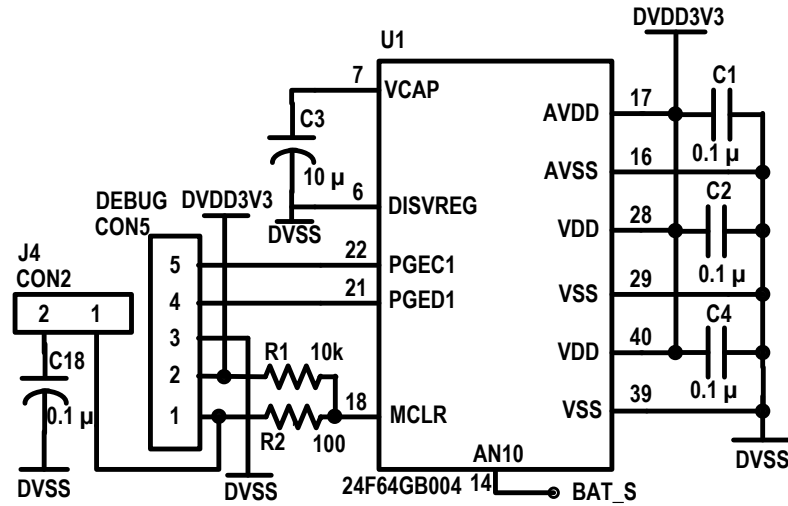 DVDD3V3
U1
7
VCAP
C3
10 µ
6
DISVREG
DVSS
DEBUG
CON5
DVDD3V3
5
22
PGEC1
4
21
PGED1
3
2
1
J4
CON2
2
1
C18
0.1 µ
DVSS
R1
10k
R2
100
18
MCLR
DVSS
AVDD
17
C1
0.1 µ
AVSS
16
VDD
28
C2
0.1 µ
VSS
29
VDD
40
C4
0.1 µ
VSS
39
DVSS
AN10
24F64GB004
14
BAT_S